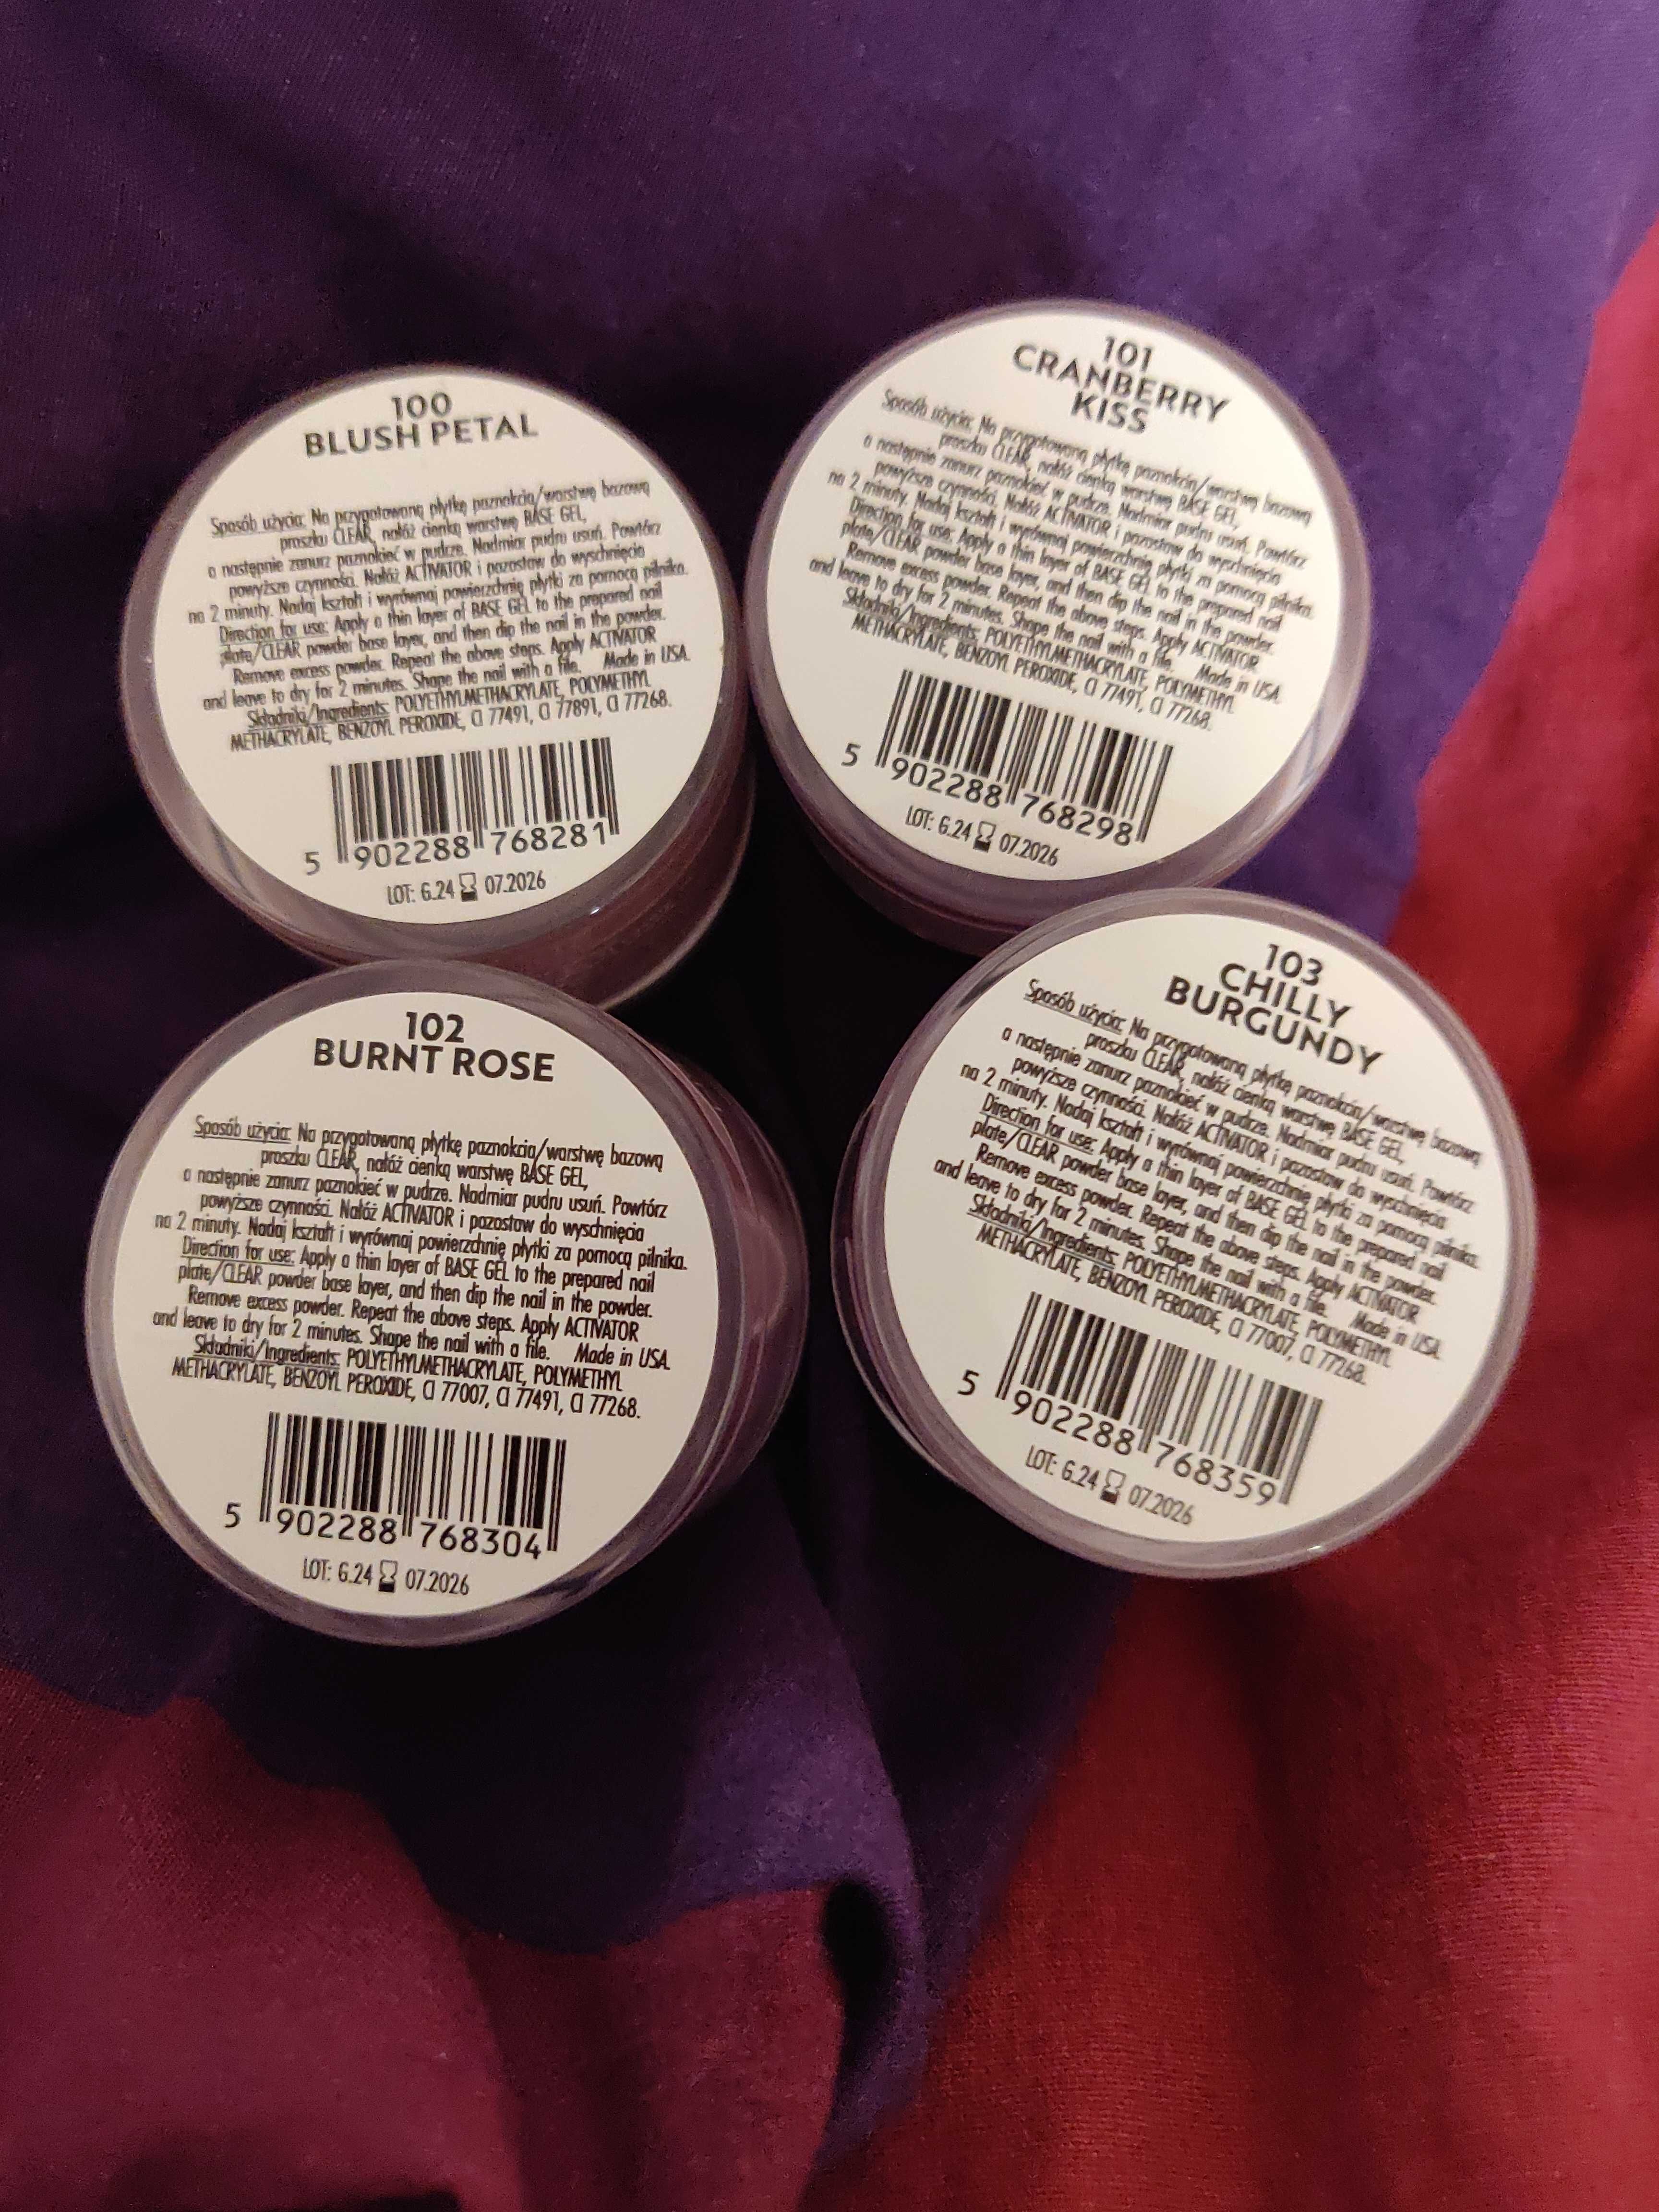 100
BLUSH PETAL
Sposób użycia: Na przygotowaną płytkę paznokcia/warstwę bazową
proszku CLEAR, nałóż cienką warstwę BASE GEL,
a następnie zanurz paznokieć w pudrze. Nadmiar pudru usuń. Powtórz
powyższe czynności. Nałóż ACTIVATOR i pozostaw do wyschnięcia
na 2 minuty. Nadaj kształt i wyrównaj powierzchnię płytki za pomocą pilnika.
Direction for use: Apply a thin layer of BASE GEL to the prepared nail
plate/CLEAR powder base layer, and then dip the nail in the powder.
Remove excess powder. Repeat the above steps. Apply ACTIVATOR
and leave to dry for 2 minutes. Shape the nail with a file. Made in USA.
Składniki/Ingredients: POLYETHYLMETHACRYLATE, POLYMETHYL
METHACRYLATE, BENZOYL PEROXIDE, CI 77491, CI 77891, CI 77268.
5 902288 768281
LOT: 6.24 07.2026
101
CRANBERRY
KISS
Sposób użycia: Na przygotowaną płytkę paznokcia/warstwę bazową
proszku CLEAR, nałóż cienką warstwę BASE GEL,
a następnie zanurz paznokieć w pudrze. Nadmiar pudru usuń. Powtórz
powyższe czynności. Nałóż ACTIVATOR i pozostaw do wyschnięcia
na 2 minuty. Nadaj kształt i wyrównaj powierzchnię płytki za pomocą pilnika.
Direction for use: Apply a thin layer of BASE GEL to the prepared nail
plate/CLEAR powder base layer, and then dip the nail in the powder.
Remove excess powder. Repeat the above steps. Apply ACTIVATOR
and leave to dry for 2 minutes. Shape the nail with a file. Made in USA.
Składniki/Ingredients: POLYETHYLMETHACRYLATE, POLYMETHYL
METHACRYLATE, BENZOYL PEROXIDE, CI 77491, CI 77268.
5 902288 768298
LOT: 6.24 07.2026
102
BURNT ROSE
Sposób użycia: Na przygotowaną płytkę paznokcia/warstwę bazową
proszku CLEAR, nałóż cienką warstwę BASE GEL,
a następnie zanurz paznokieć w pudrze. Nadmiar pudru usuń. Powtórz
powyższe czynności. Nałóż ACTIVATOR i pozostaw do wyschnięcia
na 2 minuty. Nadaj kształt i wyrównaj powierzchnię płytki za pomocą pilnika.
Direction for use: Apply a thin layer of BASE GEL to the prepared nail
plate/CLEAR powder base layer, and then dip the nail in the powder.
Remove excess powder. Repeat the above steps. Apply ACTIVATOR
and leave to dry for 2 minutes. Shape the nail with a file. Made in USA.
Składniki/Ingredients: POLYETHYLMETHACRYLATE, POLYMETHYL
METHACRYLATE, BENZOYL PEROXIDE, CI 77007, CI 77491, CI 77268.
5 902288 768304
LOT: 6.24 07.2026
103
CHILLY
BURGUNDY
Sposób użycia: Na przygotowaną płytkę paznokcia/warstwę bazową
proszku CLEAR, nałóż cienką warstwę BASE GEL,
a następnie zanurz paznokieć w pudrze. Nadmiar pudru usuń. Powtórz
powyższe czynności. Nałóż ACTIVATOR i pozostaw do wyschnięcia
na 2 minuty. Nadaj kształt i wyrównaj powierzchnię płytki za pomocą pilnika.
Direction for use: Apply a thin layer of BASE GEL to the prepared nail
plate/CLEAR powder base layer, and then dip the nail in the powder.
Remove excess powder. Repeat the above steps. Apply ACTIVATOR
and leave to dry for 2 minutes. Shape the nail with a file. Made in USA.
Składniki/Ingredients: POLYETHYLMETHACRYLATE, POLYMETHYL
METHACRYLATE, BENZOYL PEROXIDE, CI 77007, CI 77268.
5 902288 768359
LOT: 6.24 07.2026